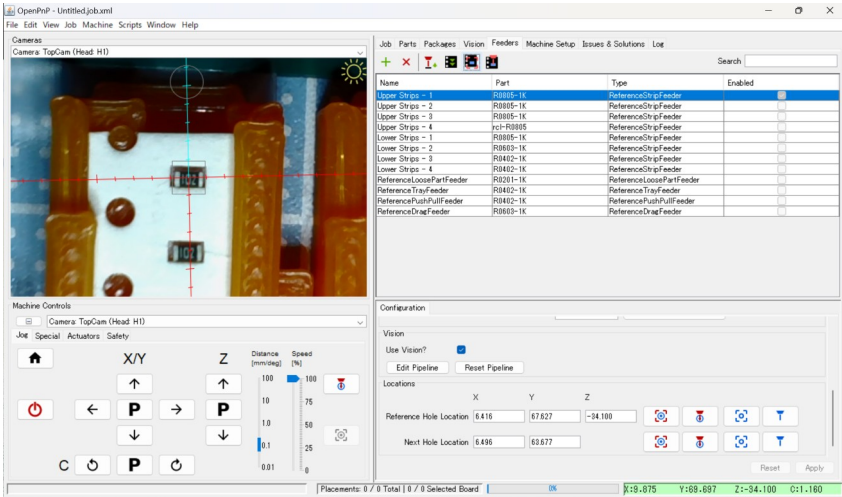 OpenPnP - Untitled.job.xml
File Edit View Job Machine Scripts Window Help
Cameras
Camera: TopCam (Head: H1)
102
102
Machine Controls
Camera: TopCam (Head: H1)
Jog Special Actuators Safety
X/Y Z
Distance [mm/deg]
Speed [%]
100 100
10 75
1.0 50
0.1 25
0.01 0
P P
C P
Job Parts Packages Vision Feeders Machine Setup Issues & Solutions Log
Search
Name Part Type Enabled
Upper Strips - 1 R0805-1K ReferenceStripFeeder
Upper Strips - 2 R0805-1K ReferenceStripFeeder
Upper Strips - 3 R0805-1K ReferenceStripFeeder
Upper Strips - 4 rcl-R0805 ReferenceStripFeeder
Lower Strips - 1 R0805-1K ReferenceStripFeeder
Lower Strips - 2 R0603-1K ReferenceStripFeeder
Lower Strips - 3 R0402-1K ReferenceStripFeeder
Lower Strips - 4 R0402-1K ReferenceStripFeeder
ReferenceLoosePartFeeder R0201-1K ReferenceLoosePartFeeder
ReferenceTrayFeeder R0402-1K ReferenceTrayFeeder
ReferencePushPullFeeder R0402-1K ReferencePushPullFeeder
ReferenceDragFeeder R0603-1K ReferenceDragFeeder
Configuration
Vision
Use Vision?
Edit Pipeline Reset Pipeline
Locations
X Y Z
Reference Hole Location 6.416 67.627 -34.100
Next Hole Location 6.496 63.677
Reset Apply
Placements: 0 / 0 Total | 0 / 0 Selected Board 0% X:9.875 Y:69.697 Z:-34.100 C:1.160